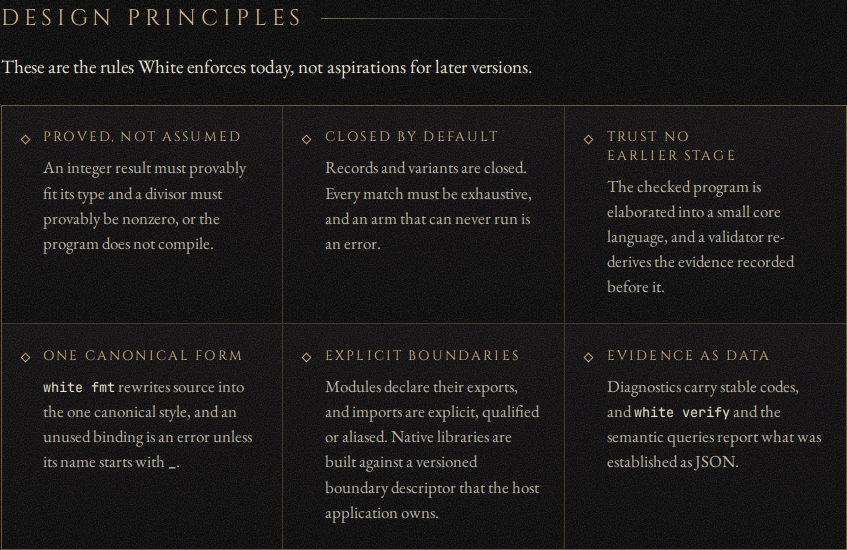 DESIGN PRINCIPLES
These are the rules White enforces today, not aspirations for later versions.
PROVED, NOT ASSUMED
An integer result must provably
fit its type and a divisor must
provably be nonzero, or the
program does not compile.
CLOSED BY DEFAULT
Records and variants are closed.
Every match must be exhaustive,
and an arm that can never run is
an error.
TRUST NO
EARLIER STAGE
The checked program is
elaborated into a small core
language, and a validator re-
derives the evidence recorded
before it.
ONE CANONICAL FORM
white fmt rewrites source into
the one canonical style, and an
unused binding is an error unless
its name starts with _.
EXPLICIT BOUNDARIES
Modules declare their exports,
and imports are explicit, qualified
or aliased. Native libraries are
built against a versioned
boundary descriptor that the host
application owns.
EVIDENCE AS DATA
Diagnostics carry stable codes,
and white verify and the
semantic queries report what was
established as JSON.